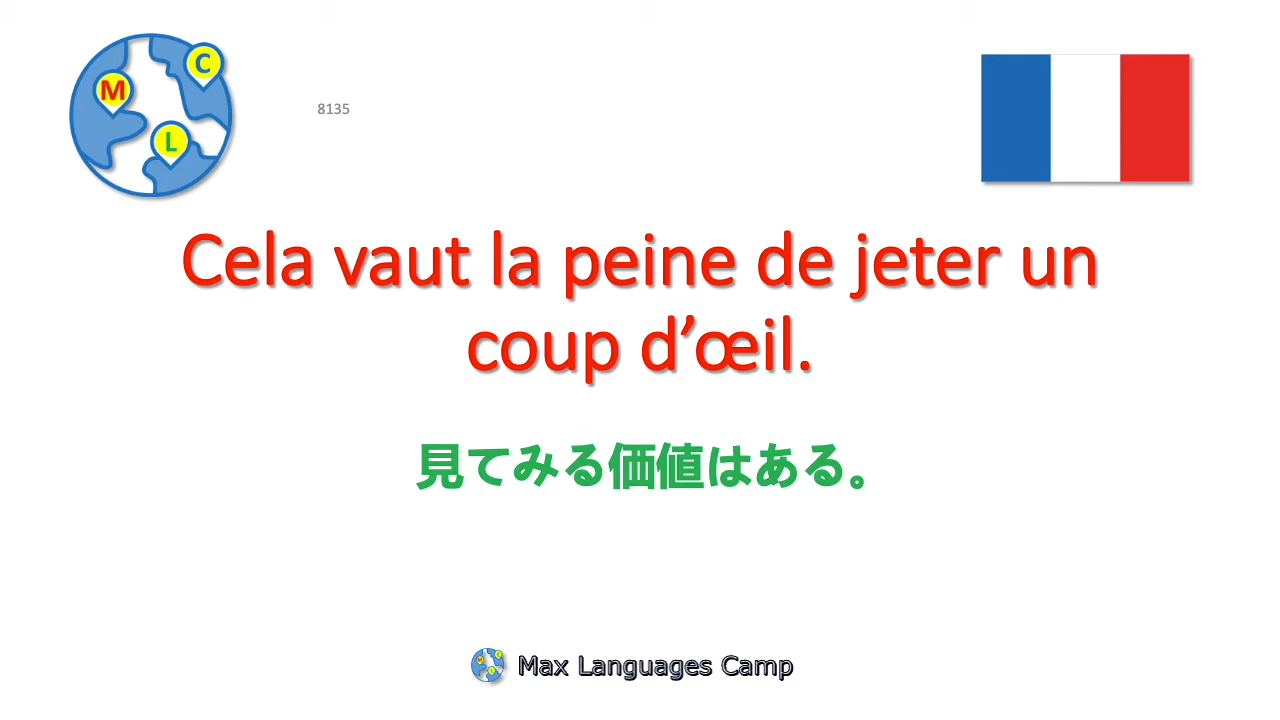 C
M
L
8135
Cela vaut la peine de jeter un
coup d’œil.
見てみる価値はある。
Max Languages Camp